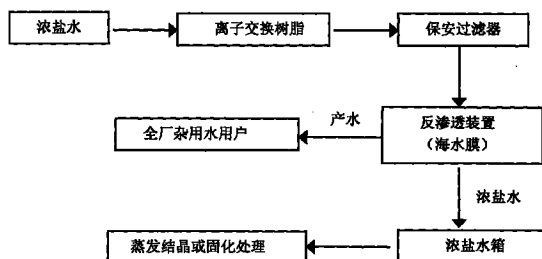 浓盐水
离子交换树脂
保安过滤器
产水
全厂杂用水用户
反渗透装置
（海水膜）
浓盐水
蒸发结晶或固化处理
浓盐水箱